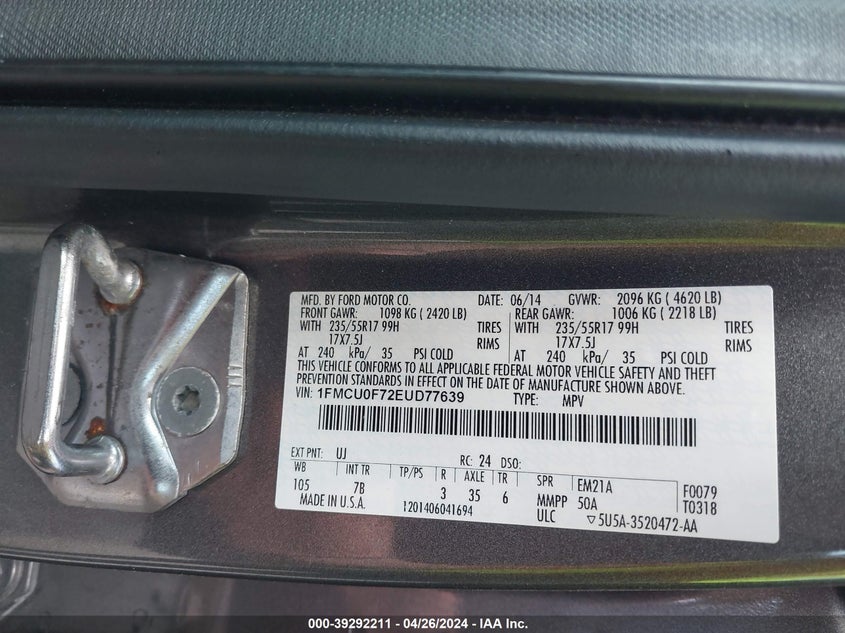 MFD. BY FORD MOTOR CO. DATE: 06/14 GVWR: 2096 KG ( 4620 LB)
FRONT GAWR: 1098 KG ( 2420 LB) REAR GAWR: 1006 KG ( 2218 LB)
WITH 235/55R17 99H TIRES WITH 235/55R17 99H TIRES
17X7.5J RIMS 17X7.5J RIMS
AT 240 kPa/ 35 PSI COLD AT 240 kPa/ 35 PSI COLD
THIS VEHICLE CONFORMS TO ALL APPLICABLE FEDERAL MOTOR VEHICLE SAFETY AND THEFT
PREVENTION STANDARDS IN EFFECT ON THE DATE OF MANUFACTURE SHOWN ABOVE.
VIN: 1FMCU0F72EUD77639 TYPE: MPV
EXT PNT: UJ RC: 24 DSO:
WB INT TR TP/PS R AXLE TR SPR EM21A F0079
105 7B 3 35 6 MMPP 50A T0318
MADE IN U.S.A. 1201406041694 ULC ▽5U5A-3520472-AA
000-39292211 - 04/26/2024 - IAA Inc.